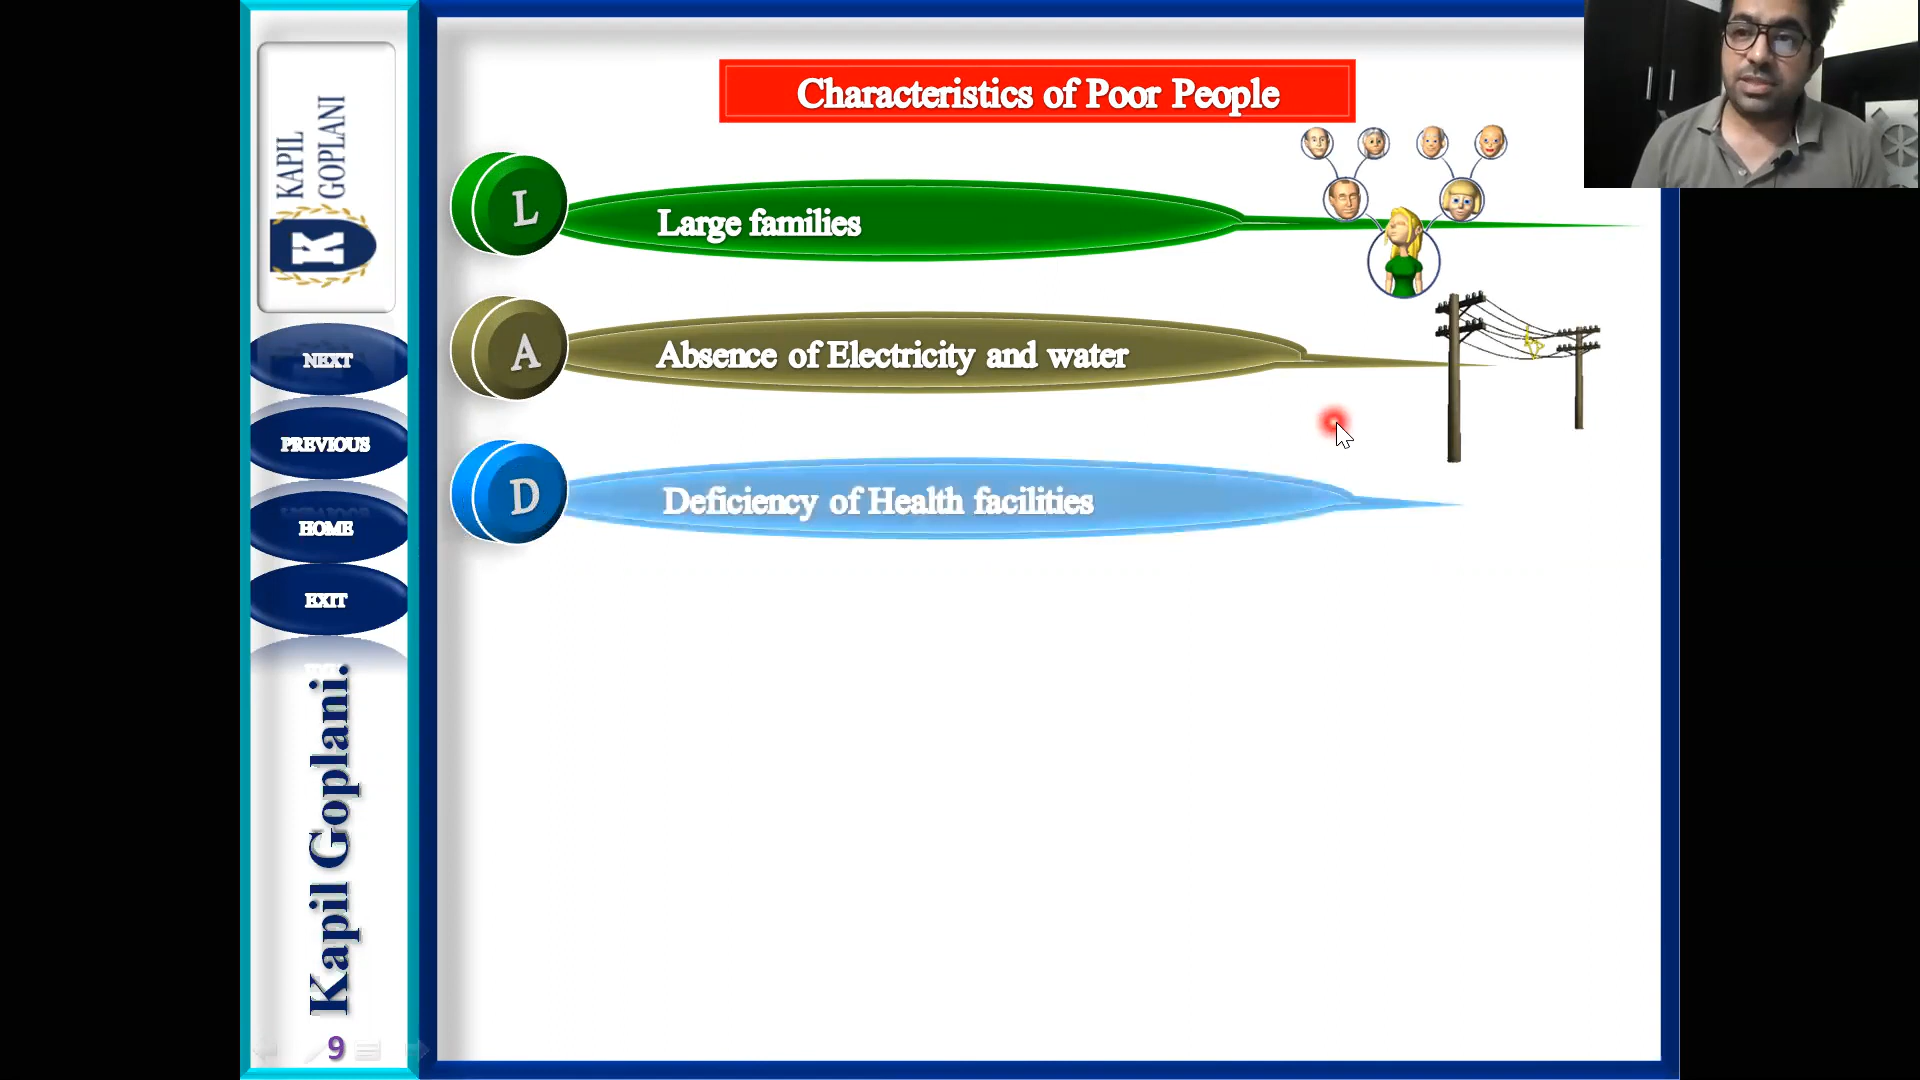 Characteristics of Poor People
KAPIL
GOPLANI
K
L
Large families
A
Absence of Electricity and water
D
Deficiency of Health facilities
NEXT
PREVIOUS
HOME
EXIT
Kapil Goplani.
9